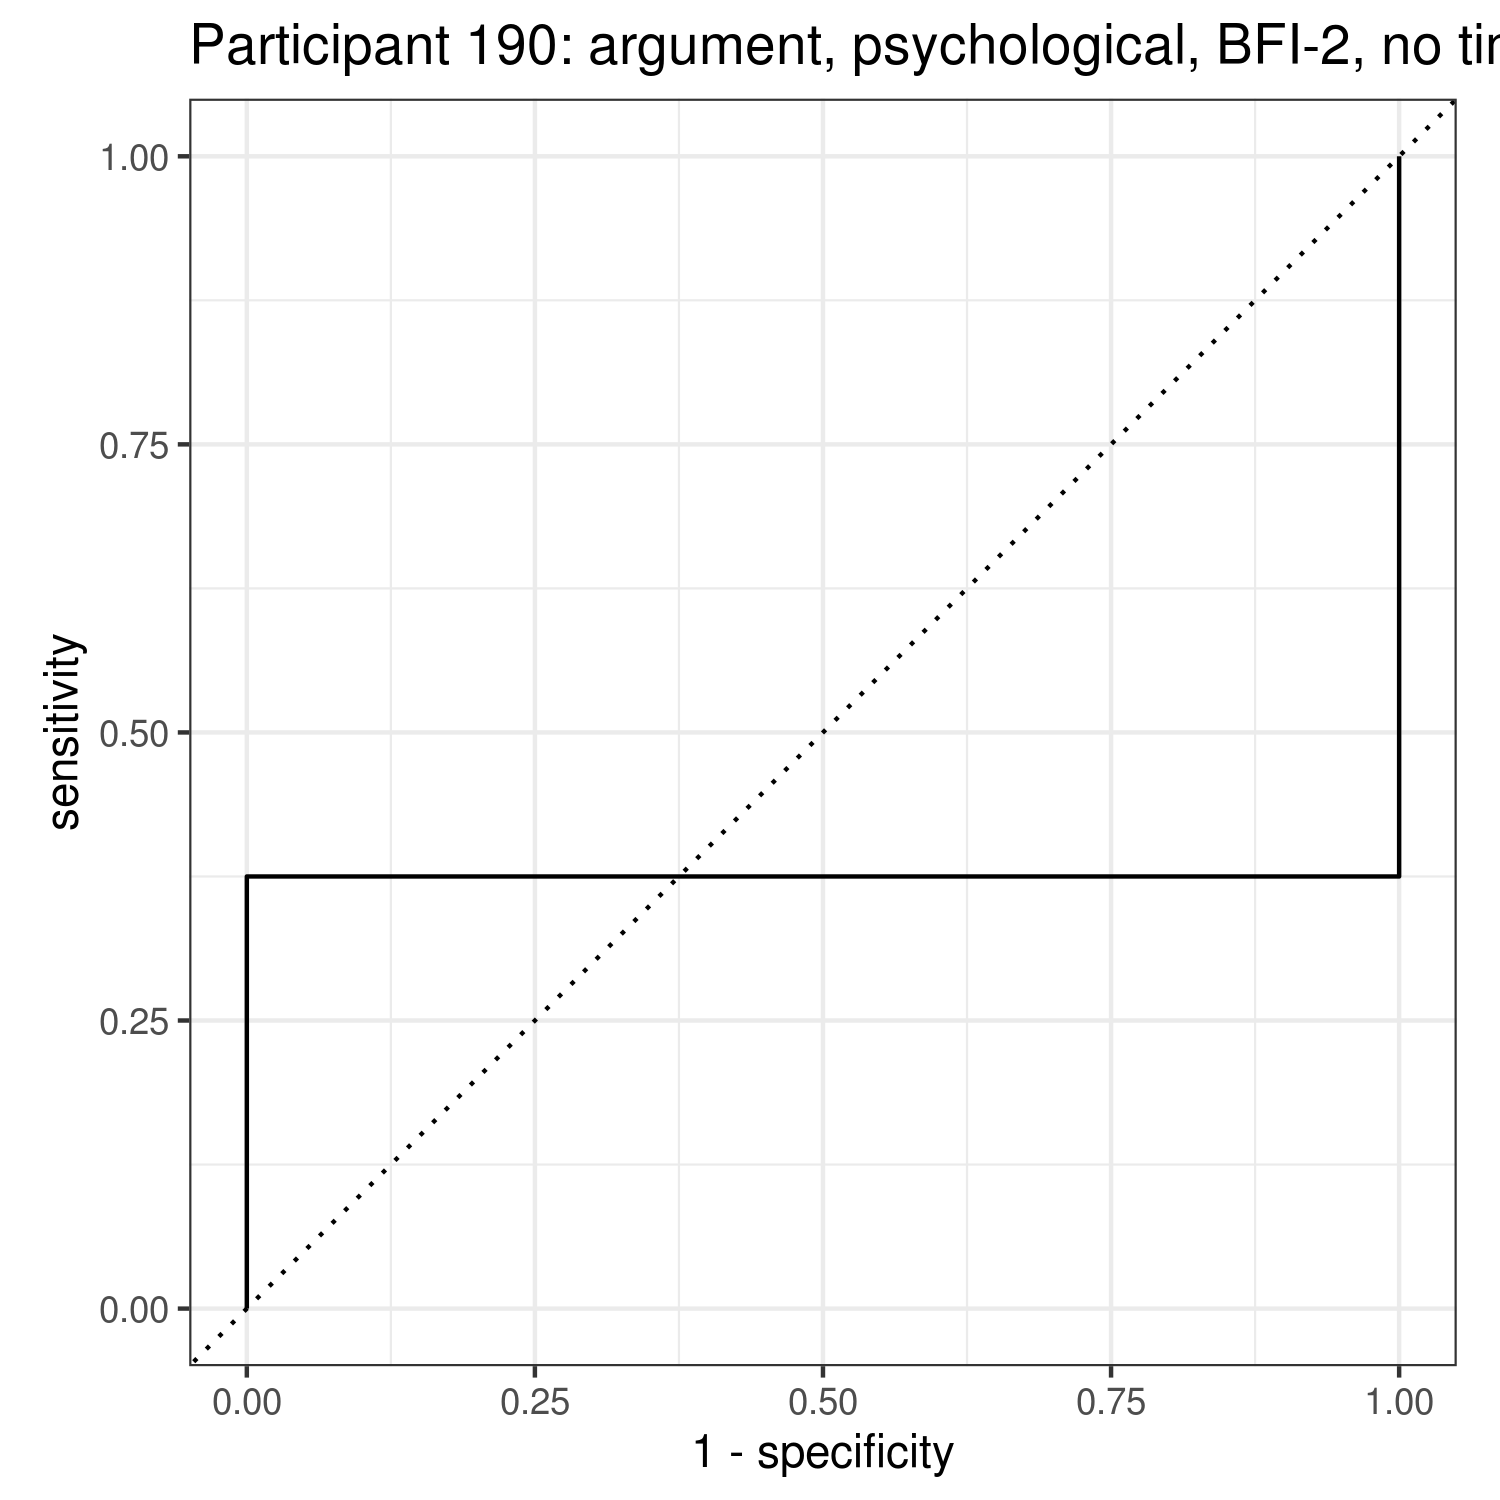 Participant 190: argument, psychological, BFI-2, no
1.00
0.75
0.50
0.25
0.00
sensitivity
0.00 0.25 0.50 0.75 1.00
1 - specificity